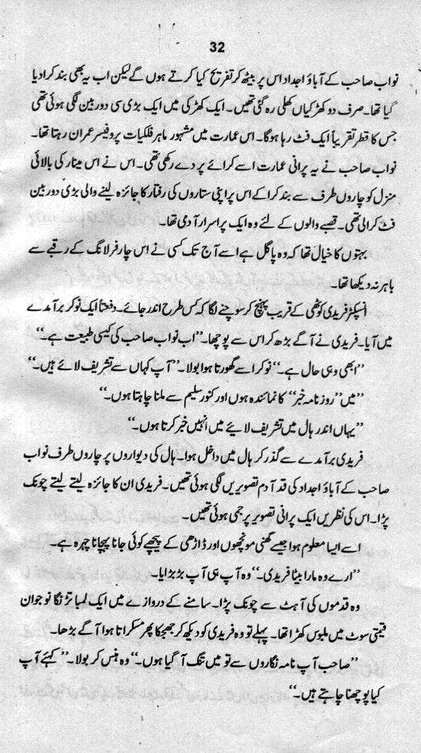 32
نواب صاحب کے آباؤ اجداد اس پر بیٹھ کر تفریح کیا کرتے ہوں گے لیکن اب یہ بھی بند کرا دیا
گیا تھا۔ صرف دو کھڑکیاں کھلی رہ گئی تھیں۔ ایک کھڑکی میں ایک بڑی سی دوربین لگی ہوئی تھی
جس کا قطر تقریباً ایک فٹ رہا ہوگا۔ اس عمارت میں مشہور ماہر فلکیات پروفیسر عمران رہتا تھا۔
نواب صاحب نے یہ پرانی عمارت اسے کرائے پر دے رکھی تھی۔ اس نے اس مینار کی بالائی
منزل کو چاروں طرف سے بند کرا کے اس پر اپنی ستاروں کی رفتار کا جائزہ لینے والی بڑی دوربین
فٹ کرالی تھی۔ قصبے والوں کے لئے وہ ایک پراسرار آدمی تھا۔
بہتوں کا خیال تھا کہ وہ پاگل ہے اسے آج تک کسی نے اس چار فرلانگ کے رقبے سے
باہر نہ دیکھا تھا۔
انسپکٹر فریدی کوٹھی کے قریب پہنچ کر سوچنے لگا کہ کس طرح اندر جائے۔ دفعتاً ایک نوکر برآمدے
میں آیا۔ فریدی نے آگے بڑھ کر اس سے پوچھا۔ ”اب نواب صاحب کی کیسی طبیعت ہے۔“
”ابھی وہی حال ہے۔“ نوکر اسے گھورتا ہوا بولا۔ ”آپ کہاں سے تشریف لائے ہیں۔“
”میں ”روزنامہ خبر“ کا نمائندہ ہوں اور کنور سلیم سے ملنا چاہتا ہوں۔“
”یہاں اندر ہال میں تشریف لائیے میں انہیں خبر کرتا ہوں۔“
فریدی برآمدے سے گذر کر ہال میں داخل ہوا۔ ہال کی دیواروں پر چاروں طرف نواب
صاحب کے آباؤ اجداد کی قد آدم تصویریں لگی ہوئی تھیں۔ فریدی ان کا جائزہ لیتے لیتے چونک
پڑا۔ اس کی نظریں ایک پرانی تصویر پر جمی ہوئی تھیں۔
اسے ایسا معلوم ہوا جیسے گھنی مونچھوں اور ڈاڑھی کے پیچھے کوئی جانا پہچانا چہرہ ہے۔
”ارے وہ مارا بیٹا فریدی۔“ وہ آپ ہی آپ بڑبڑایا۔
وہ قدموں کی آہٹ سے چونک پڑا۔ سامنے کے دروازے میں ایک لمبا تڑنگا نوجوان
قیمتی سوٹ میں ملبوس کھڑا تھا۔ پہلے تو وہ فریدی کو دیکھ کر جھجکا پھر مسکراتا ہوا آگے بڑھا۔
”صاحب آپ نامہ نگاروں سے تو میں تنگ آ گیا ہوں۔“ وہ ہنس کر بولا۔ ”کہئے آپ
کیا پوچھنا چاہتے ہیں۔“